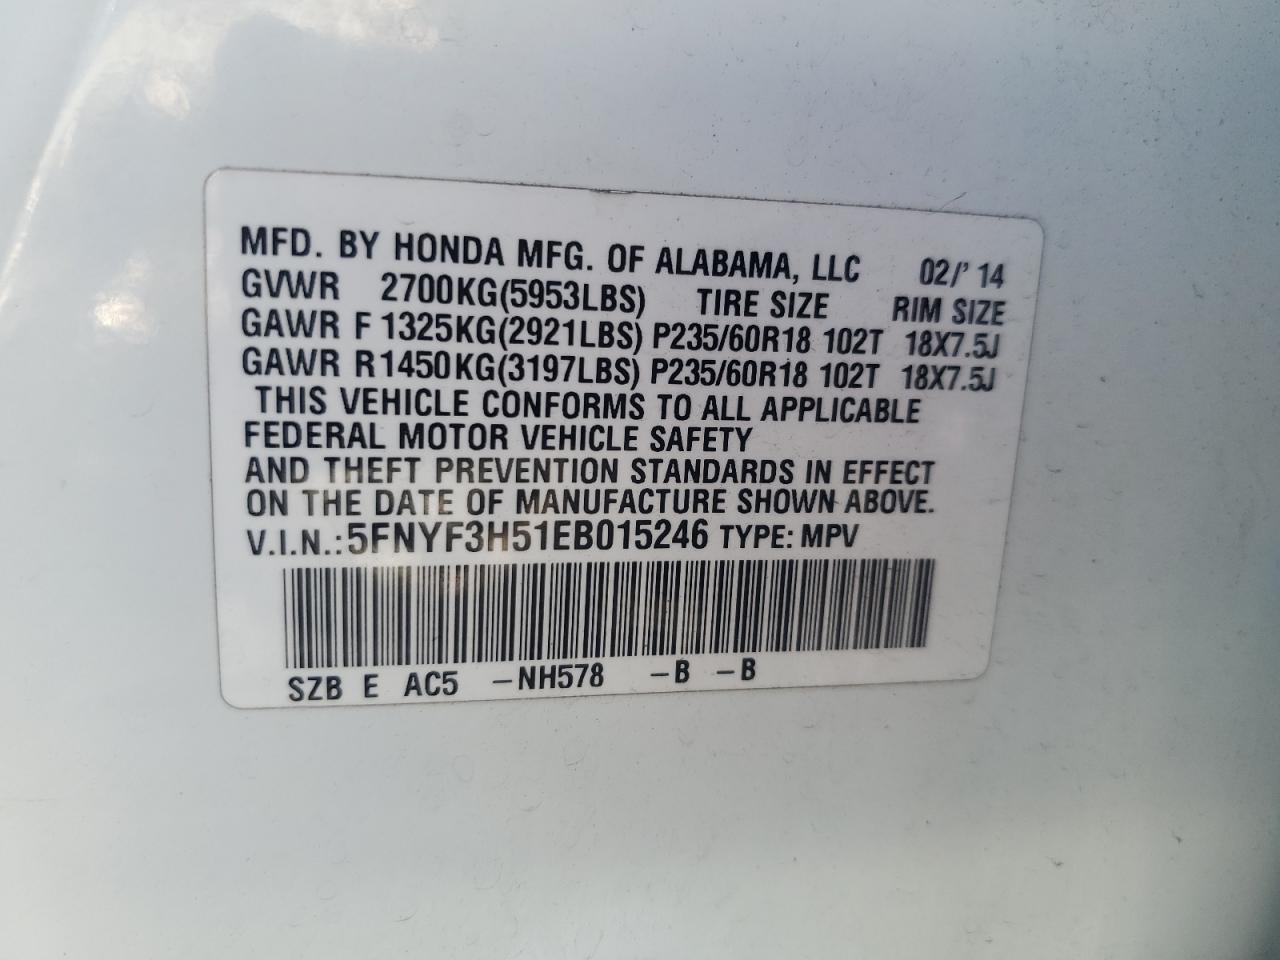 MFD. BY HONDA MFG. OF ALABAMA, LLC 02/'14
GVWR 2700KG(5953LBS) TIRE SIZE RIM SIZE
GAWR F 1325KG(2921LBS) P235/60R18 102T 18X7.5J
GAWR R1450KG(3197LBS) P235/60R18 102T 18X7.5J
THIS VEHICLE CONFORMS TO ALL APPLICABLE
FEDERAL MOTOR VEHICLE SAFETY
AND THEFT PREVENTION STANDARDS IN EFFECT
ON THE DATE OF MANUFACTURE SHOWN ABOVE.
V.I.N.:5FNYF3H51EB015246 TYPE: MPV
SZB E AC5 -NH578 -B -B